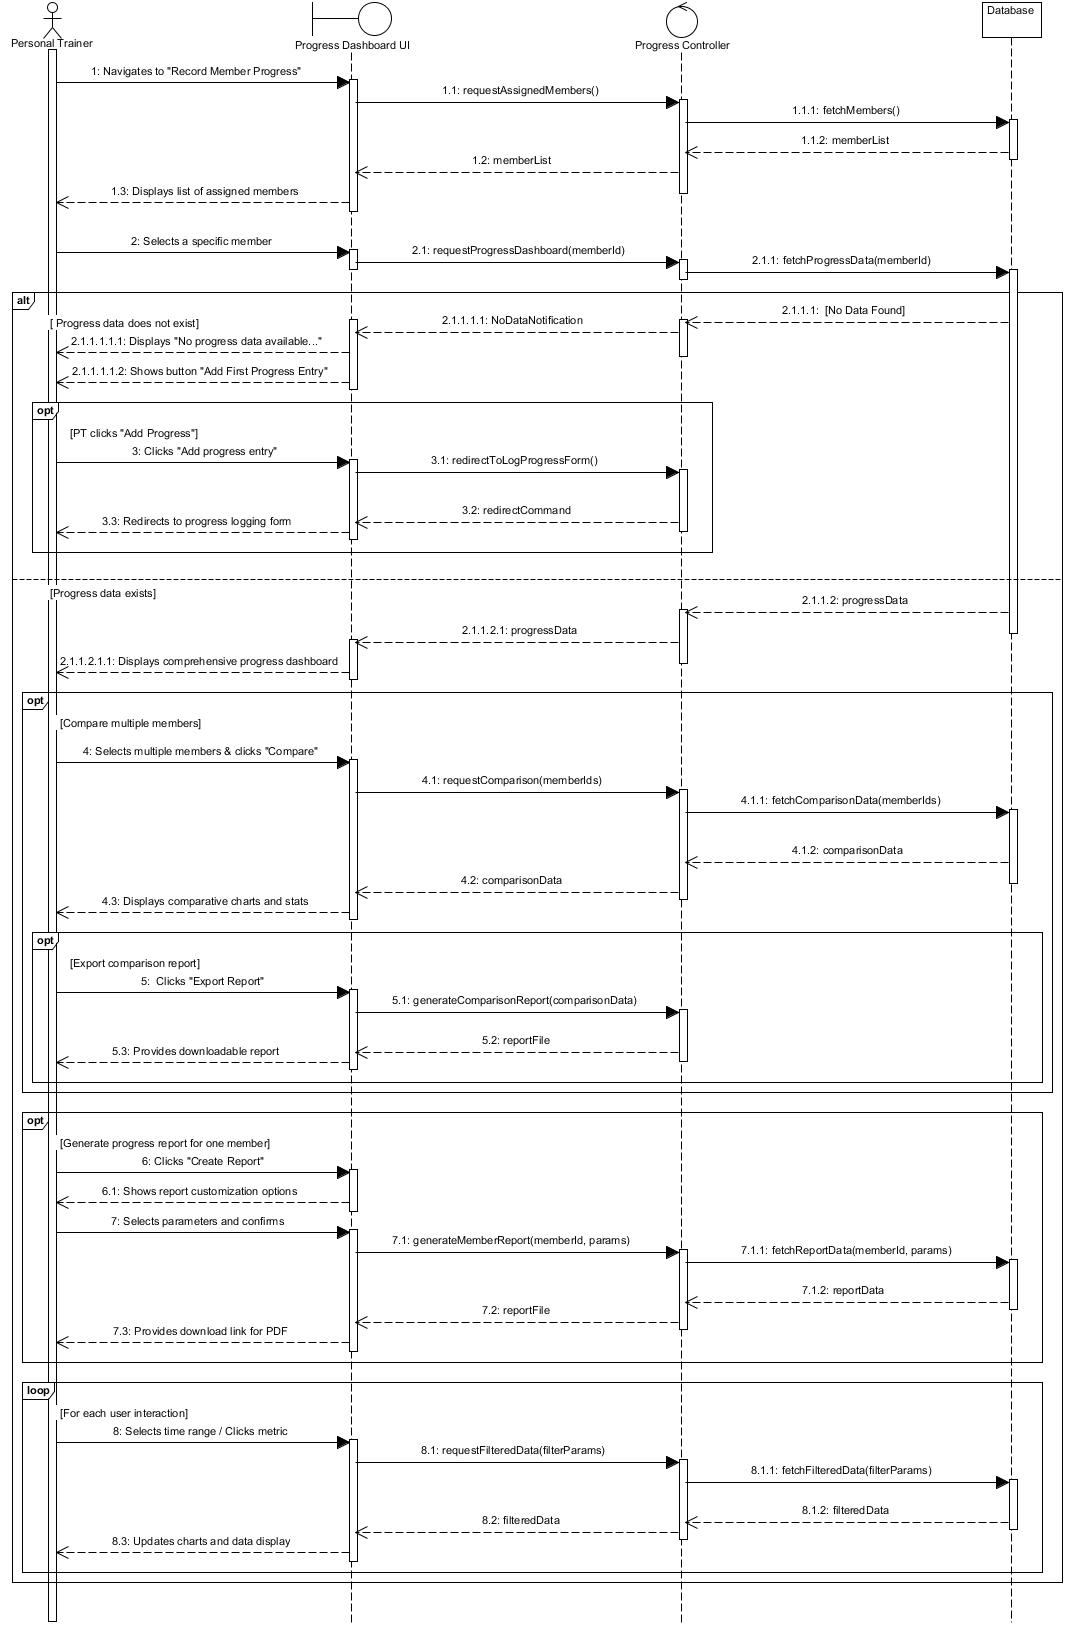 Personal Trainer
Progress Dashboard UI
Progress Controller
Database
1: Navigates to "Record Member Progress"
1.1: requestAssignedMembers()
1.1.1: fetchMembers()
1.1.2: memberList
1.2: memberList
1.3: Displays list of assigned members
2: Selects a specific member
2.1: requestProgressDashboard(memberId)
2.1.1: fetchProgressData(memberId)
alt
[ Progress data does not exist]
2.1.1.1: [No Data Found]
2.1.1.1.1: NoDataNotification
2.1.1.1.1.1: Displays "No progress data available..."
2.1.1.1.1.2: Shows button "Add First Progress Entry"
opt
[PT clicks "Add Progress"]
3: Clicks "Add progress entry"
3.1: redirectToLogProgressForm()
3.2: redirectCommand
3.3: Redirects to progress logging form
[Progress data exists]
2.1.1.2: progressData
2.1.1.2.1: progressData
2.1.1.2.1.1: Displays comprehensive progress dashboard
opt
[Compare multiple members]
4: Selects multiple members & clicks "Compare"
4.1: requestComparison(memberIds)
4.1.1: fetchComparisonData(memberIds)
4.1.2: comparisonData
4.2: comparisonData
4.3: Displays comparative charts and stats
opt
[Export comparison report]
5: Clicks "Export Report"
5.1: generateComparisonReport(comparisonData)
5.2: reportFile
5.3: Provides downloadable report
opt
[Generate progress report for one member]
6: Clicks "Create Report"
6.1: Shows report customization options
7: Selects parameters and confirms
7.1: generateMemberReport(memberId, params)
7.1.1: fetchReportData(memberId, params)
7.1.2: reportData
7.2: reportFile
7.3: Provides download link for PDF
loop
[For each user interaction]
8: Selects time range / Clicks metric
8.1: requestFilteredData(filterParams)
8.1.1: fetchFilteredData(filterParams)
8.1.2: filteredData
8.2: filteredData
8.3: Updates charts and data display